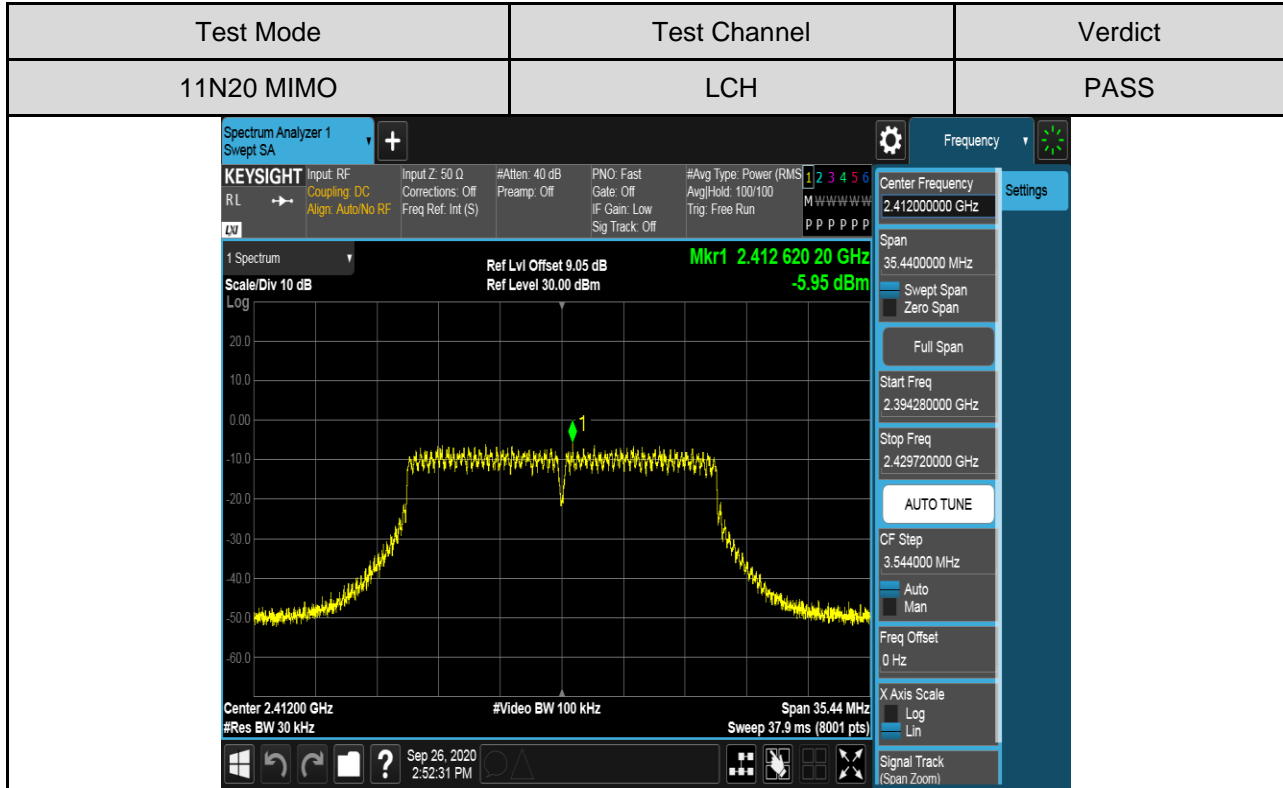 Test Mode Test Channel Verdict
11N20 MIMO LCH PASS
Spectrum Analyzer 1
Swept SA
+
Frequency
KEYSIGHT
RL
LXI
Input: RF
Coupling: DC
Align: Auto/No RF
Input Z: 50 Ω
Corrections: Off
Freq Ref: Int (S)
#Atten: 40 dB
Preamp: Off
PNO: Fast
Gate: Off
IF Gain: Low
Sig Track: Off
#Avg Type: Power (RMS
Avg|Hold: 100/100
Trig: Free Run
1 2 3 4 5 6
M W W W W W
P P P P P P
1 Spectrum
Scale/Div 10 dB
Ref Lvl Offset 9.05 dB
Ref Level 30.00 dBm
Mkr1 2.412 620 20 GHz
-5.95 dBm
Log
20.0
10.0
0.00
-10.0
-20.0
-30.0
-40.0
-50.0
-60.0
1
Center 2.41200 GHz
#Res BW 30 kHz
#Video BW 100 kHz
Span 35.44 MHz
Sweep 37.9 ms (8001 pts)
Center Frequency
2.412000000 GHz
Settings
Span
35.4400000 MHz
Swept Span
Zero Span
Full Span
Start Freq
2.394280000 GHz
Stop Freq
2.429720000 GHz
AUTO TUNE
CF Step
3.544000 MHz
Auto
Man
Freq Offset
0 Hz
X Axis Scale
Log
Lin
Signal Track
(Span Zoom)
?
Sep 26, 2020
2:52:31 PM